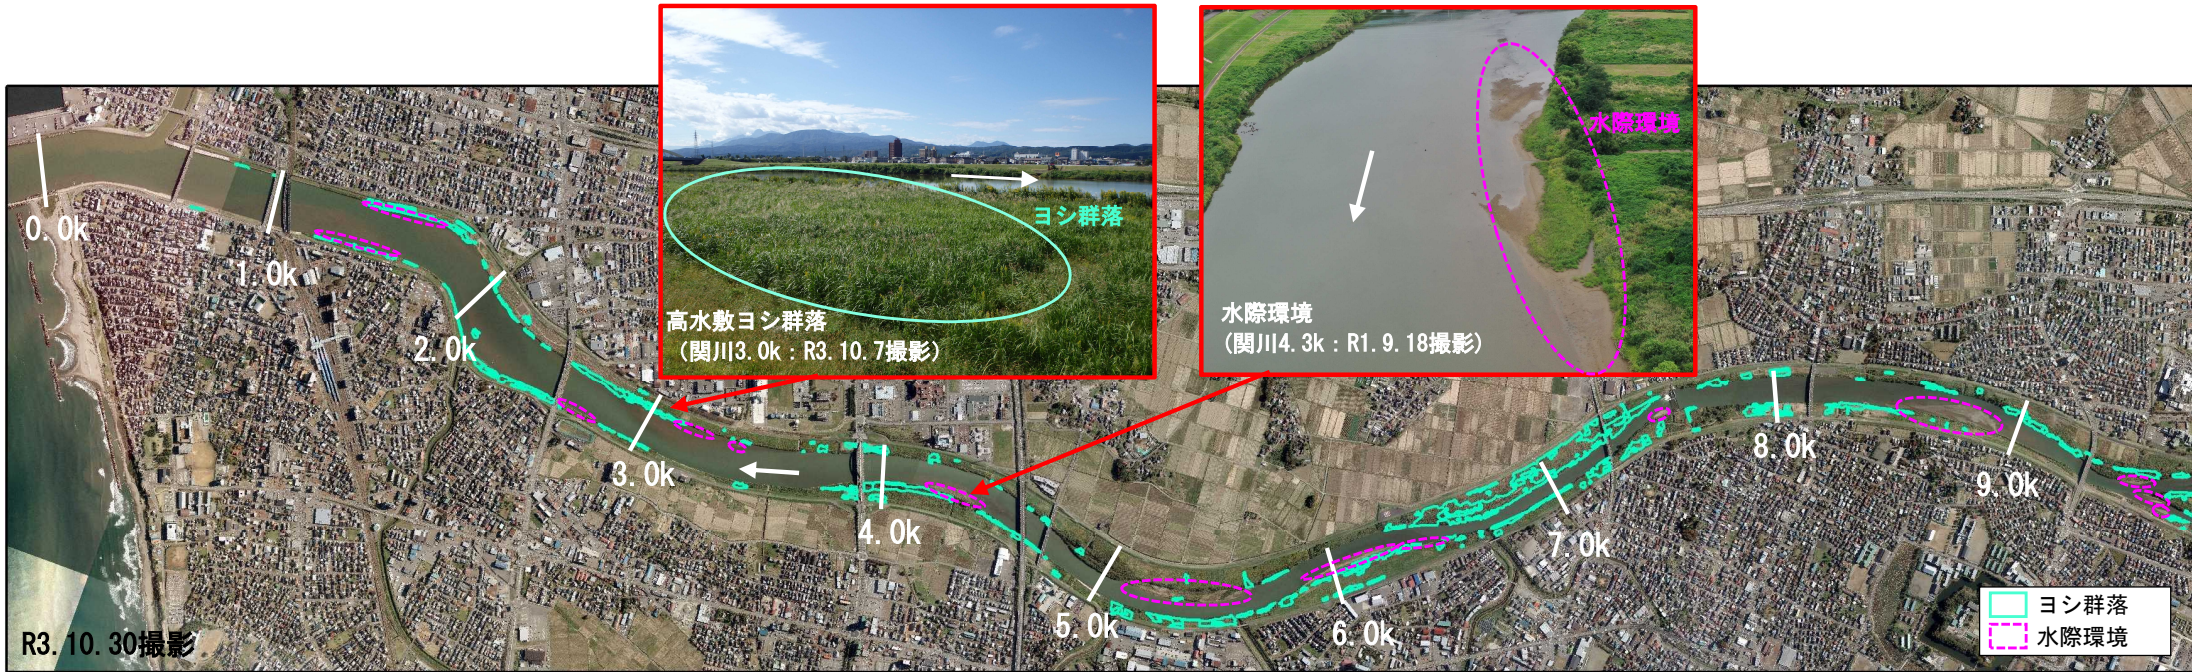 ヨシ群落
高水敷ヨシ群落
(関川3.0k:R3.10.7撮影)
水際環境
水際環境
(関川4.3k:R1.9.18撮影)
0.0k
1.0k
2.0k
3.0k
4.0k
5.0k
6.0k
7.0k
8.0k
9.0k
R3.10.30撮影
ヨシ群落
水際環境